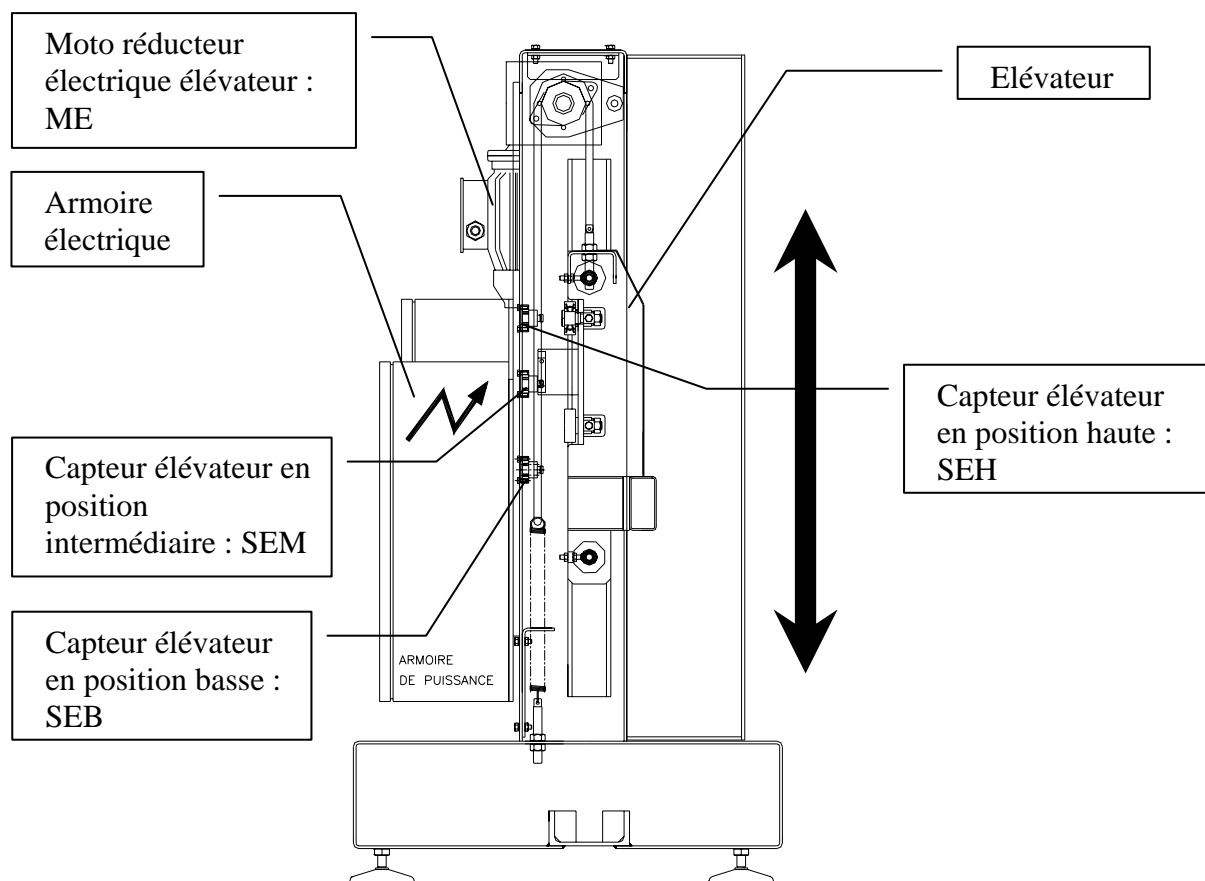 Moto réducteur
électrique élévateur :
ME
Elévateur
Armoire
électrique
Capteur élévateur
en position haute :
SEH
Capteur élévateur en
position
intermédiaire : SEM
Capteur élévateur
en position basse :
SEB
ARMOIRE
DE PUISSANCE